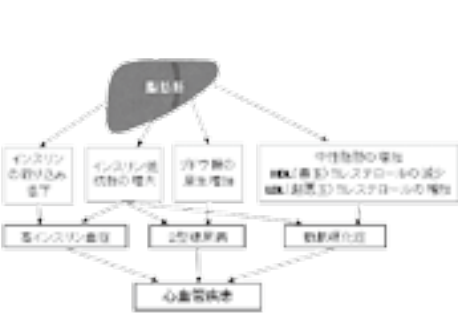 脂肪肝
インスリン
の取り込み
低下
インスリン抵
抗性の増大
ブドウ糖の
産生増加
中性脂肪の増加
HDL(善玉)コレステロールの減少
LDL(超悪玉)コレステロールの増加
高インスリン血症
2型糖尿病
動脈硬化症
心血管疾患